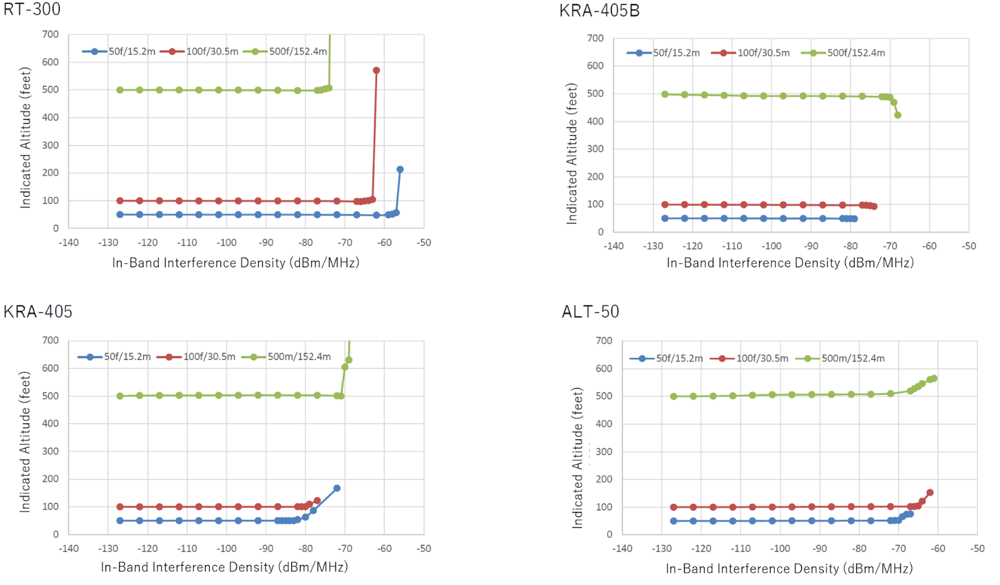 RT-300
700
50f/15.2m 100f/30.5m 500f/152.4m
600
500
400
300
200
100
0
-140 -130 -120 -110 -100 -90 -80 -70 -60 -50
Indicated Altitude (feet)
In-Band Interference Density (dBm/MHz)
KRA-405B
700
50f/15.2m 100f/30.5m 500f/152.4m
600
500
400
300
200
100
0
-140 -130 -120 -110 -100 -90 -80 -70 -60 -50
Indicated Altitude (feet)
In-Band Interference Density (dBm/MHz)
KRA-405
700
50f/15.2m 100f/30.5m 500m/152.4m
600
500
400
300
200
100
0
-140 -130 -120 -110 -100 -90 -80 -70 -60 -50
Indicated Altitude (feet)
In-Band Interference Density (dBm/MHz)
ALT-50
700
50f/15.2m 100f/30.5m 500m/152.4m
600
500
400
300
200
100
0
-140 -130 -120 -110 -100 -90 -80 -70 -60 -50
Indicated Altitude (feet)
In-Band Interference Density (dBm/MHz)